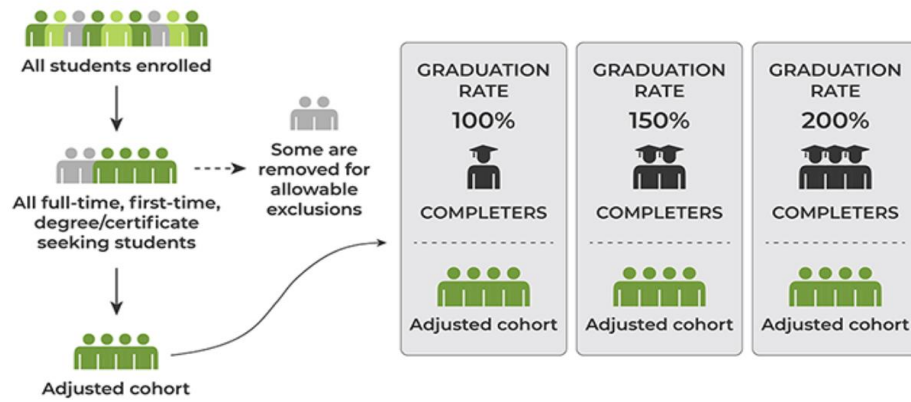 All students enrolled
All full-time, first-time,
degree/certificate
seeking students
Some are
removed for
allowable
exclusions
Adjusted cohort
GRADUATION
RATE
100%
COMPLETERS
Adjusted cohort
GRADUATION
RATE
150%
COMPLETERS
Adjusted cohort
GRADUATION
RATE
200%
COMPLETERS
Adjusted cohort